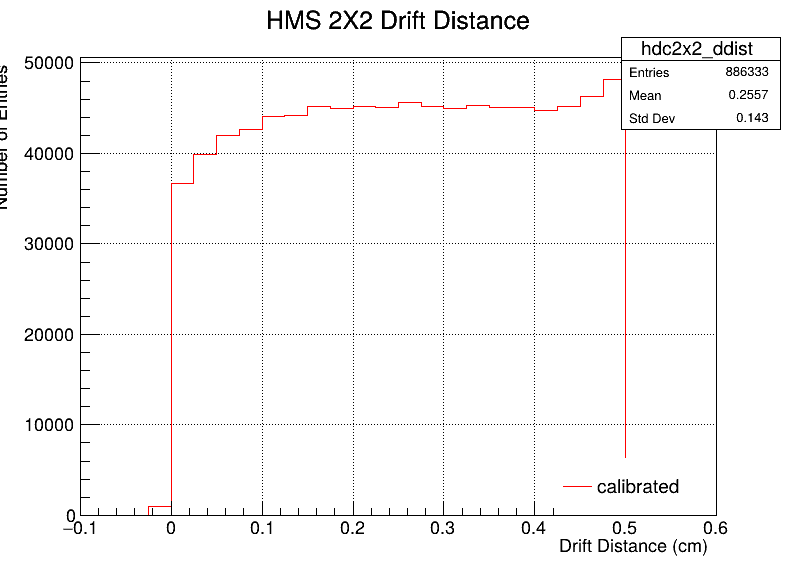 HMS 2X2 Drift Distance
hdc2x2_ddist
Entries 886333
Mean 0.2557
Std Dev 0.143
Number of Entries
50000
40000
30000
20000
10000
0
−0.1 0 0.1 0.2 0.3 0.4 0.5 0.6
calibrated
Drift Distance (cm)